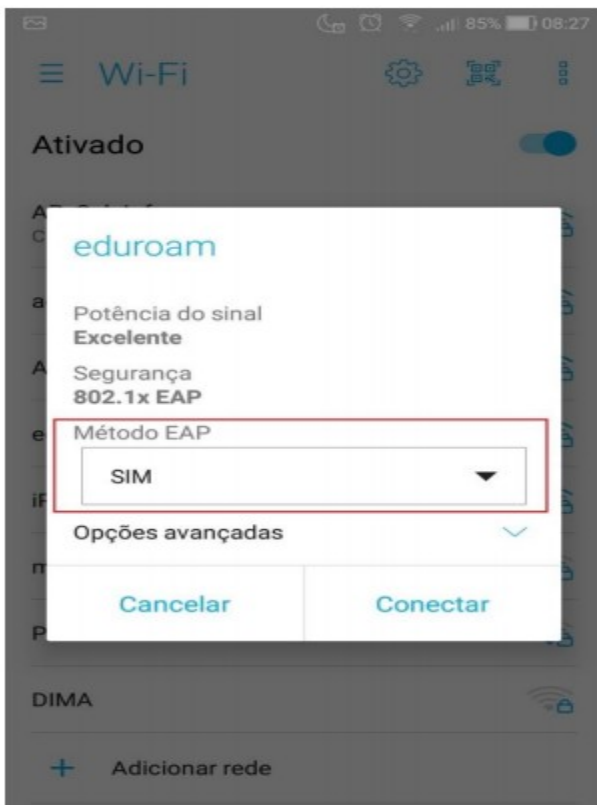 85% 08:27
Wi-Fi
Ativado
eduroam
Potência do sinal
Excelente
Segurança
802.1x EAP
Método EAP
SIM
Opções avançadas
Cancelar Conectar
DIMA
+ Adicionar rede